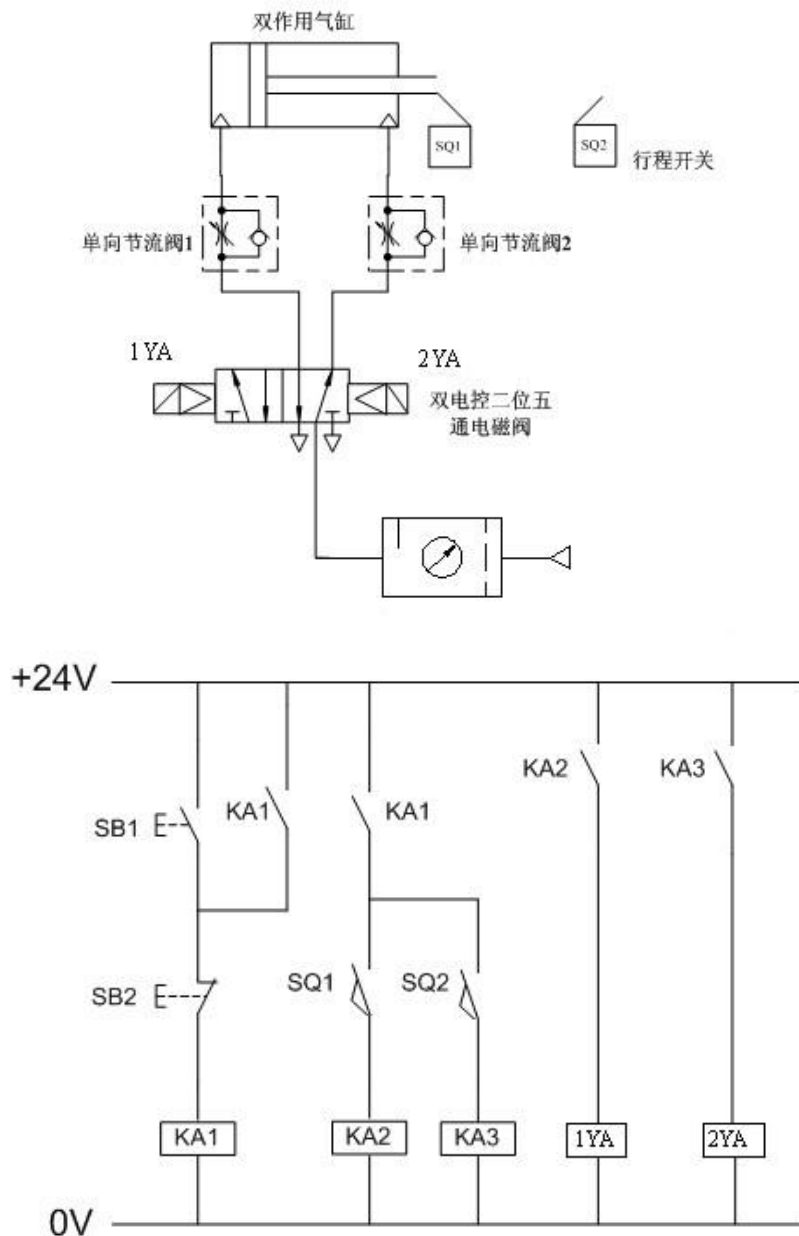 双作用气缸
SQ1
SQ2
行程开关
单向节流阀1
单向节流阀2
1YA
2YA
双电控二位五
通电磁阀
+24V
KA2
KA3
SB1
KA1
KA1
SB2
SQ1
SQ2
KA1
KA2
KA3
1YA
2YA
0V